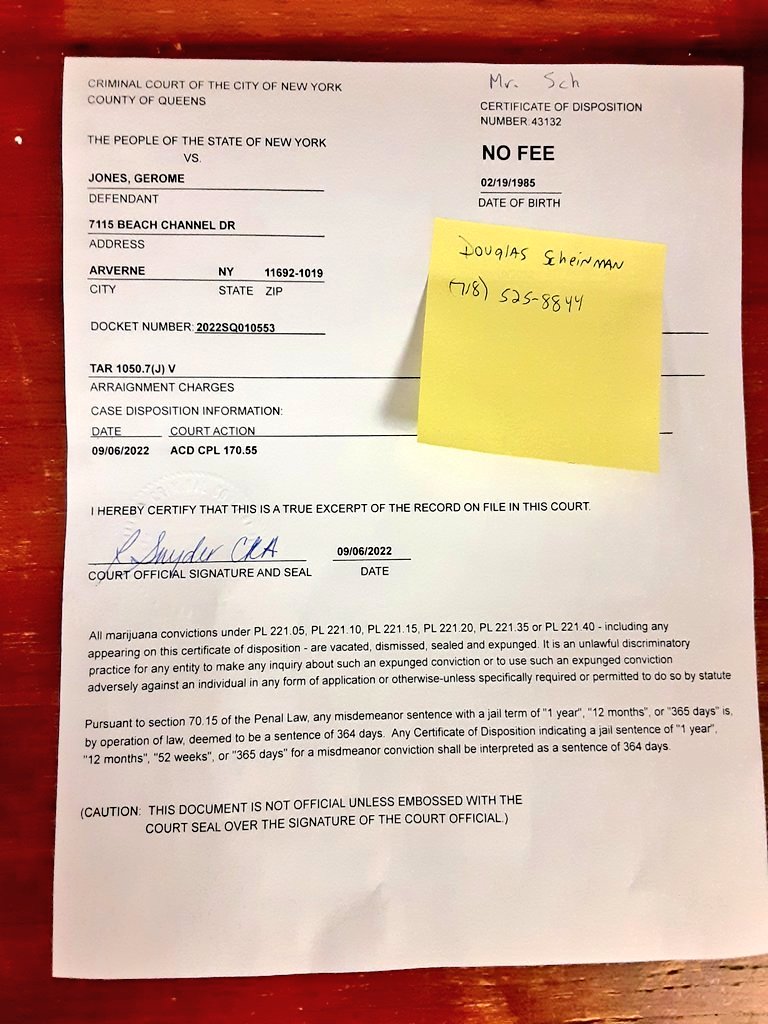 Mr. Sch
CRIMINAL COURT OF THE CITY OF NEW YORK
COUNTY OF QUEENS
CERTIFICATE OF DISPOSITION
NUMBER: 43132
THE PEOPLE OF THE STATE OF NEW YORK
VS.
NO FEE
JONES, GEROME
DEFENDANT
02/19/1985
DATE OF BIRTH
7115 BEACH CHANNEL DR
ADDRESS
ARVERNE NY 11692-1019
CITY STATE ZIP
Douglas Scheinman
(718) 525-8844
DOCKET NUMBER: 2022SQ010553
TAR 1050.7(J) V
ARRAIGNMENT CHARGES
CASE DISPOSITION INFORMATION:
DATE COURT ACTION
09/06/2022 ACD CPL 170.55
I HEREBY CERTIFY THAT THIS IS A TRUE EXCERPT OF THE RECORD ON FILE IN THIS COURT.
R Snyder CRA 09/06/2022
COURT OFFICIAL SIGNATURE AND SEAL DATE
All marijuana convictions under PL 221.05, PL 221.10, PL 221.15, PL 221.20, PL 221.35 or PL 221.40 - including any
appearing on this certificate of disposition - are vacated, dismissed, sealed and expunged. It is an unlawful discriminatory
practice for any entity to make any inquiry about such an expunged conviction or to use such an expunged conviction
adversely against an individual in any form of application or otherwise-unless specifically required or permitted to do so by statute
Pursuant to section 70.15 of the Penal Law, any misdemeanor sentence with a jail term of "1 year", "12 months", or "365 days" is,
by operation of law, deemed to be a sentence of 364 days. Any Certificate of Disposition indicating a jail sentence of "1 year",
"12 months", "52 weeks", or "365 days" for a misdmeanor conviction shall be interpreted as a sentence of 364 days.
(CAUTION: THIS DOCUMENT IS NOT OFFICIAL UNLESS EMBOSSED WITH THE
COURT SEAL OVER THE SIGNATURE OF THE COURT OFFICIAL.)